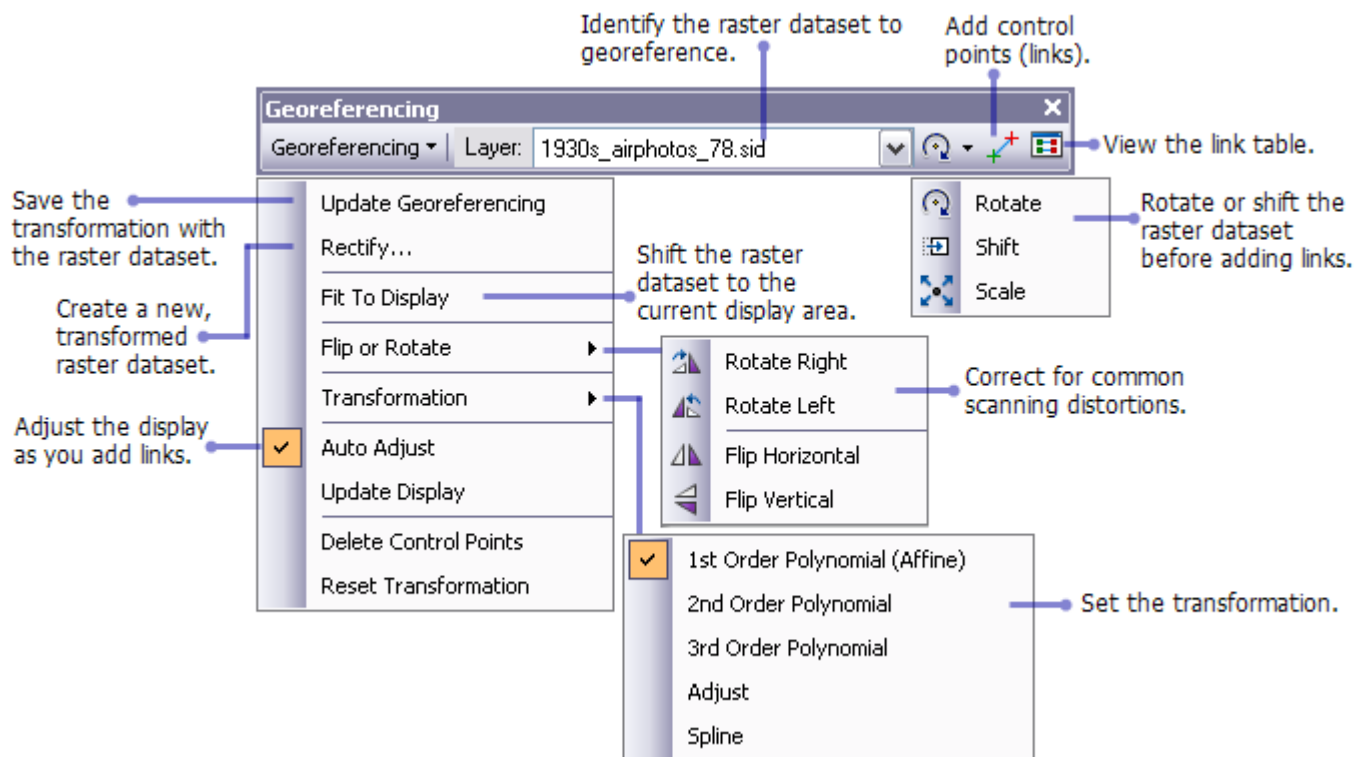 Identify the raster dataset to
georeference.
Add control
points (links).
Georeferencing
Georeferencing
Layer:
1930s_airphotos_78.sid
View the link table.
Save the
transformation with
the raster dataset.
Create a new,
transformed
raster dataset.
Adjust the display
as you add links.
Update Georeferencing
Rectify...
Fit To Display
Flip or Rotate
Transformation
Auto Adjust
Update Display
Delete Control Points
Reset Transformation
Shift the raster
dataset to the
current display area.
Rotate
Shift
Scale
Rotate or shift the
raster dataset
before adding links.
Rotate Right
Rotate Left
Flip Horizontal
Flip Vertical
Correct for common
scanning distortions.
1st Order Polynomial (Affine)
2nd Order Polynomial
3rd Order Polynomial
Adjust
Spline
Set the transformation.